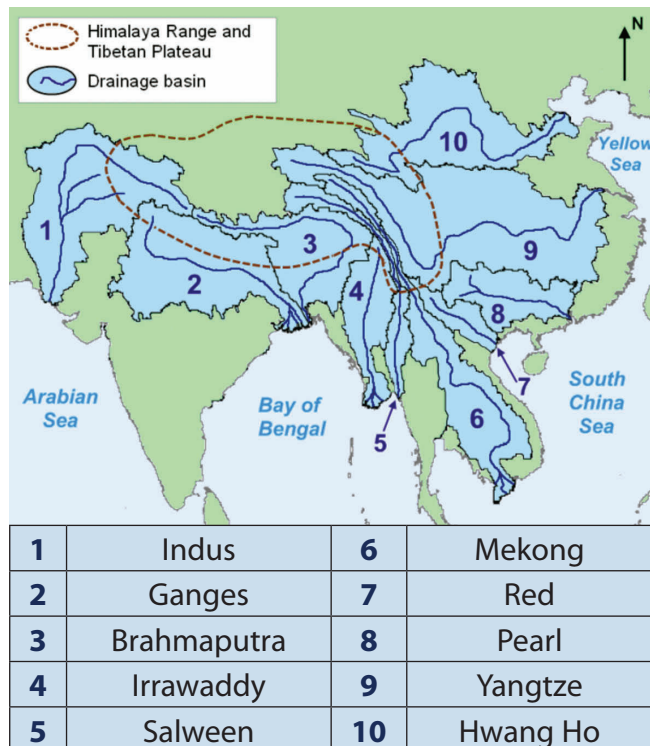 Himalaya Range and
Tibetan Plateau
Drainage basin
N
10
Yellow
Sea
1
3
9
2
4
8
Arabian
Sea
Bay of
Bengal
7
South
China
Sea
6
5
1 Indus 6 Mekong
2 Ganges 7 Red
3 Brahmaputra 8 Pearl
4 Irrawaddy 9 Yangtze
5 Salween 10 Hwang Ho